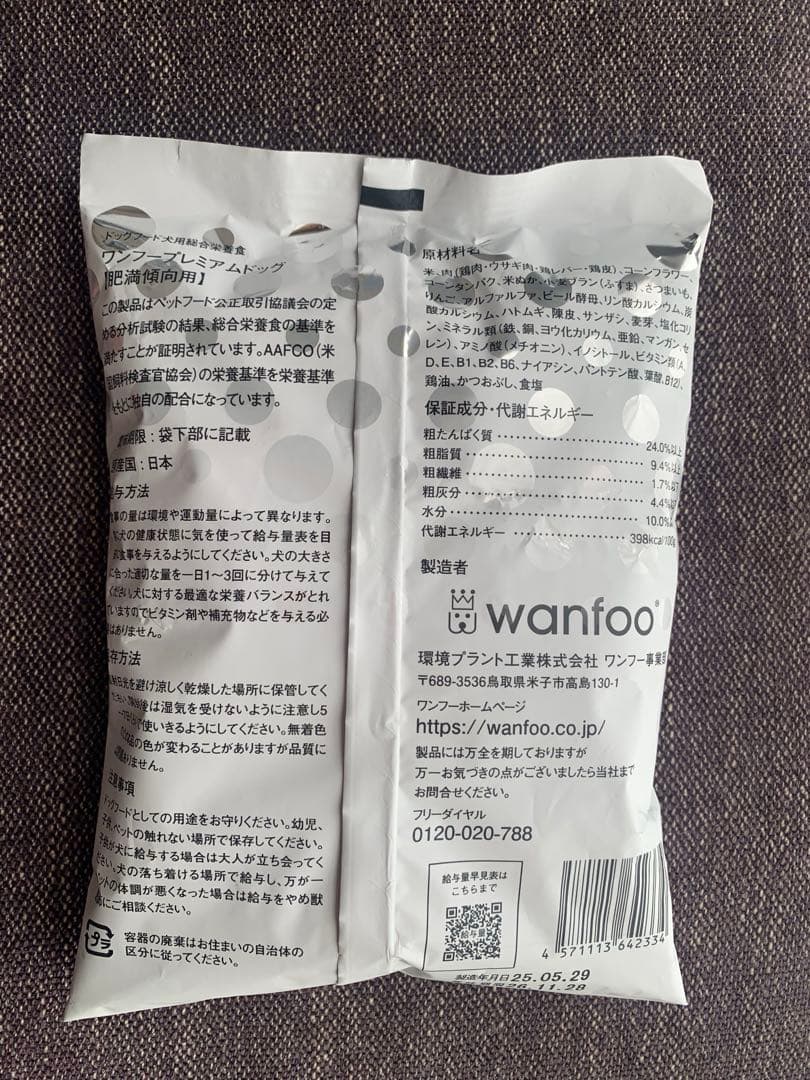 ドッグフード犬用総合栄養食
ワンフープレミアムドッグ
【肥満傾向用】
この製品はペットフード公正取引協議会の定
める分析試験の結果、総合栄養食の基準を
満たすことが証明されています。AAFCO(米
飼料検査官協会)の栄養基準を栄養基準
をもとに独自の配合になっています。
期限:袋下部に記載
原産国:日本
給与方法
食事の量は環境や運動量によって異なります。
犬の健康状態に気を使って給与量表を目
に食事を与えるようにしてください。犬の大きさ
に合った適切な量を一日1〜3回に分けて与えて
ください。犬に対する最適な栄養バランスがとれ
ていますのでビタミン剤や補充物などを与える必
要はありません。
保存方法
直射日光を避け涼しく乾燥した場所に保管してく
ださい。開封後は湿気を受けないように注意し5
使いきるようにしてください。無着色
の色が変わることがありますが品質に
ありません。
注意事項
ドッグフードとしての用途をお守りください。幼児、
子供、ペットの触れない場所で保存してください。
子供が犬に給与する場合は大人が立ち会ってく
ださい。犬の落ち着ける場所で給与し、万が一
ペットの体調が悪くなった場合は給与をやめ獣
にご相談ください。
プラ
容器の廃棄はお住まいの自治体の
区分に従ってください。
原材料名
米、肉(鶏肉・ウサギ肉・鶏レバー・鶏皮)、コーンフラワー、
コーンタンパク、米ぬか、小麦ブラン(ふすま)、さつまいも、
りんご、アルファルファ、ビール酵母、リン酸カルシウム、炭
酸カルシウム、ハトムギ、陳皮、サンザシ、麦芽、塩化コリ
ン、ミネラル類(鉄、銅、ヨウ化カリウム、亜鉛、マンガン、セ
レン)、アミノ酸(メチオニン)、イノシトール、ビタミン類(A、
D、E、B1、B2、B6、ナイアシン、パントテン酸、葉酸、B12)、
鶏油、かつおぶし、食塩
保証成分・代謝エネルギー
粗たんぱく質 24.0%以上
粗脂質 9.4%以上
粗繊維 1.7%以下
粗灰分 4.4%以下
水分 10.0%
代謝エネルギー 398kcal/100g
製造者
wanfoo®
環境プラント工業株式会社 ワンフー事業部
〒689-3536鳥取県米子市高島130-1
ワンフーホームページ
https://wanfoo.co.jp/
製品には万全を期しておりますが
万一お気づきの点がございましたら当社まで
お問合せください。
フリーダイヤル
0120-020-788
給与量早見表は
こちらまで
給与量
4 571113 642334
製造年月日 25.05.29
26.11.28